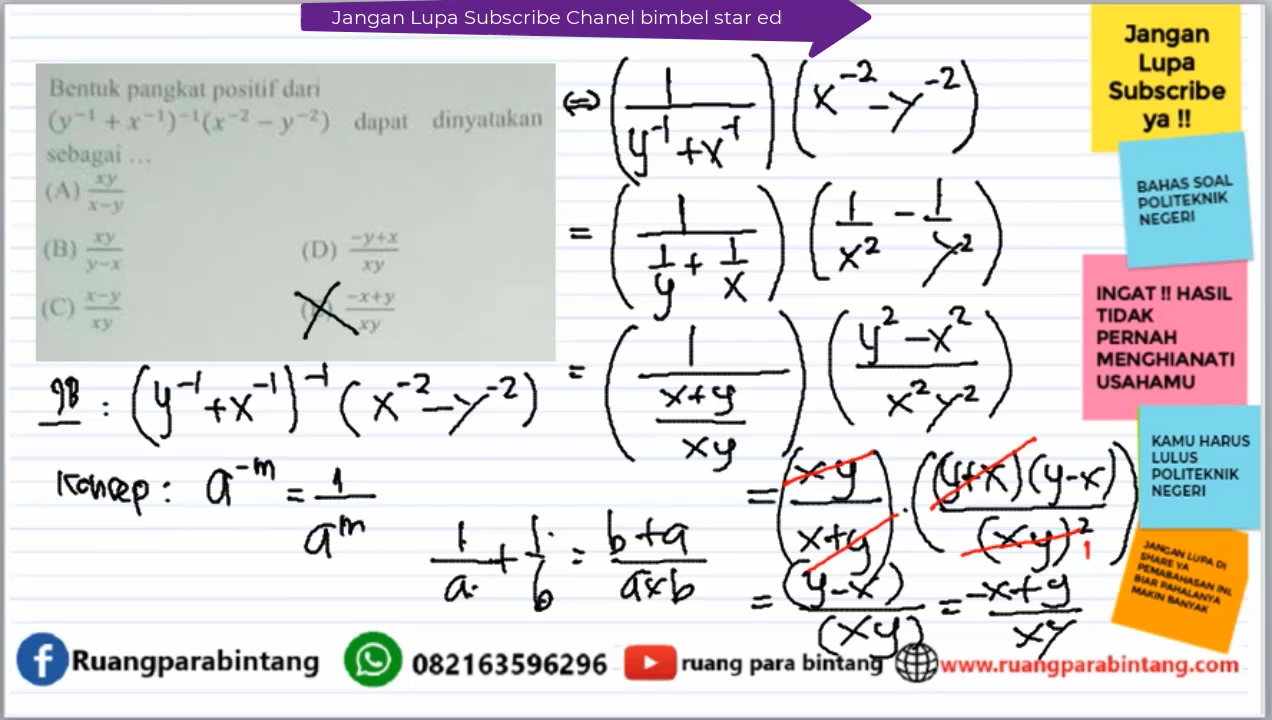 Jangan Lupa Subscribe Chanel bimbel star ed
Bentuk pangkat positif dari
(y⁻¹ + x⁻¹)⁻¹(x⁻² − y⁻²) dapat dinyatakan
sebagai ...
(A) xy/(x−y)
(B) xy/(y−x)
(D) (−y+x)/xy
(C) (x−y)/xy
(−x+y)/xy
JB : (y⁻¹+x⁻¹)⁻¹ (x⁻²−y⁻²)
Konsep : a⁻ᵐ = 1/aᵐ
1/a + 1/b = (b+a)/(a×b)
⇔ (1/(y⁻¹+x⁻¹)) (x⁻²−y⁻²)
= (1/(1/y + 1/x)) (1/x² − 1/y²)
= (1/((x+y)/xy)) ((y²−x²)/(x²y²))
= (xy/(x+y)) · ((y+x)(y−x)/(xy)²) 1
= (y−x)/(xy) = (−x+y)/xy
Jangan
Lupa
Subscribe
ya !!
BAHAS SOAL
POLITEKNIK
NEGERI
INGAT !! HASIL
TIDAK
PERNAH
MENGHIANATI
USAHAMU
KAMU HARUS
LULUS
POLITEKNIK
NEGERI
JANGAN LUPA DI
SHARE YA
PEMABAHASAN INI,
BIAR PAHALANYA
MAKIN BANYAK
Ruangparabintang
082163596296
ruang para bintang
www.ruangparabintang.com